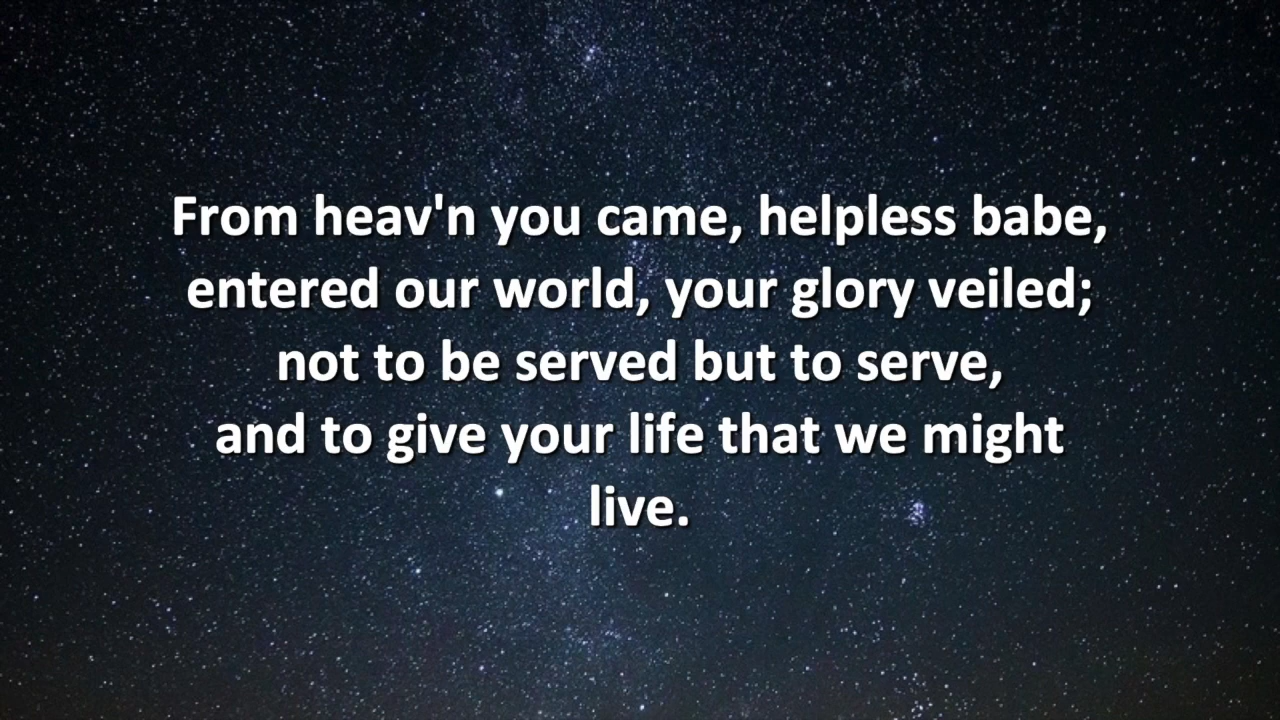 From heav'n you came, helpless babe,
entered our world, your glory veiled;
not to be served but to serve,
and to give your life that we might
live.